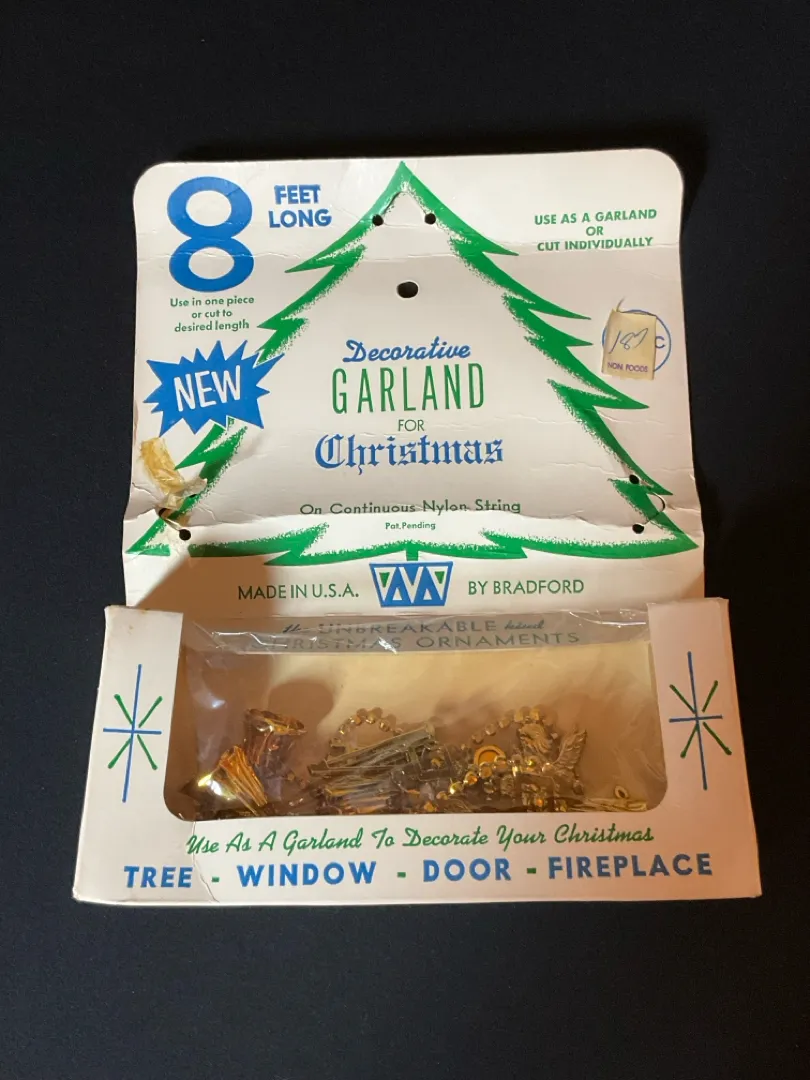 8
FEET
LONG
Use in one piece
or cut to
desired length
NEW
USE AS A GARLAND
OR
CUT INDIVIDUALLY
C
NON FOODS
Decorative
GARLAND
FOR
Christmas
On Continuous Nylon String
Pat. Pending
MADE IN U.S.A.
BY BRADFORD
the UNBREAKABLE kind
CHRISTMAS ORNAMENTS
Use As A Garland To Decorate Your Christmas
TREE - WINDOW - DOOR - FIREPLACE